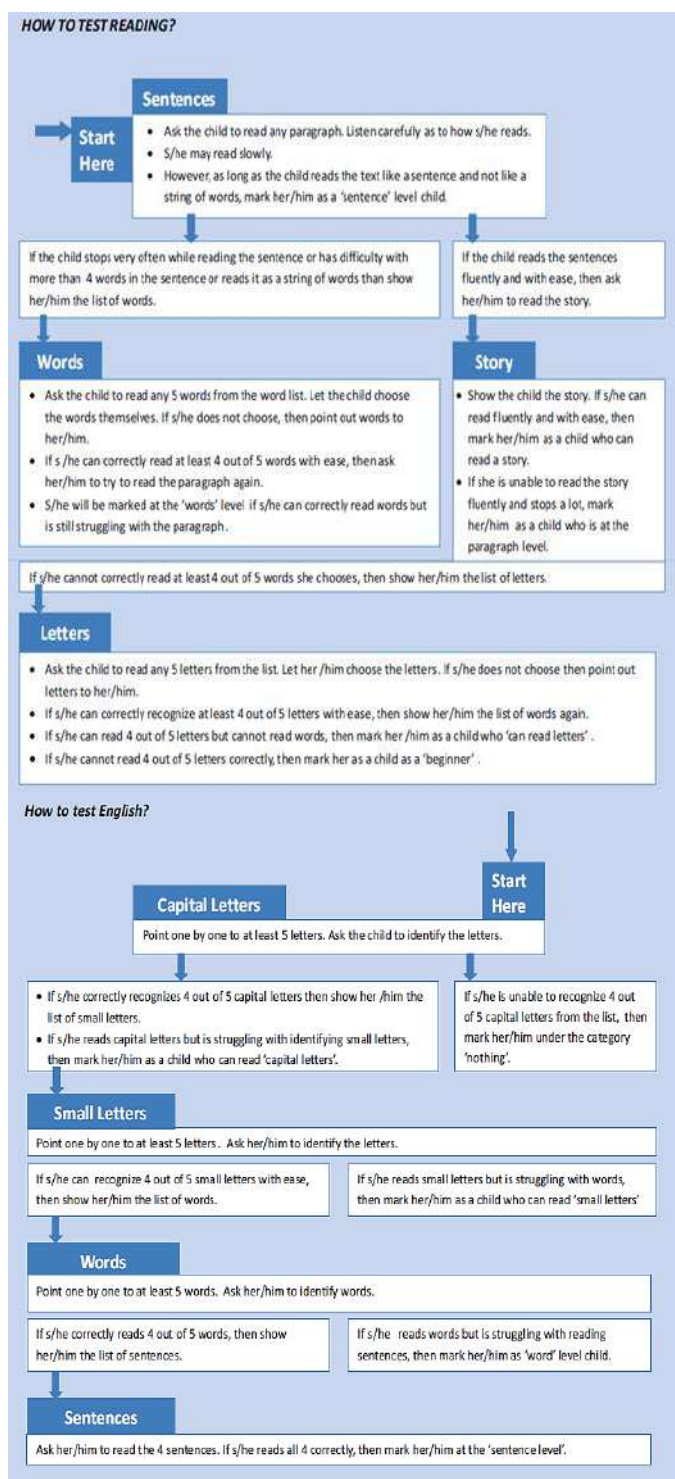 HOW TO TEST READING?
Sentences
Start
Here
• Ask the child to read any paragraph. Listen carefully as to how s/he reads.
• S/he may read slowly.
• However, as long as the child reads the text like a sentence and not like a
string of words, mark her/him as a ‘sentence’ level child.
If the child stops very often while reading the sentence or has difficulty with
more than 4 words in the sentence or reads it as a string of words than show
her/him the list of words.
If the child reads the sentences
fluently and with ease, then ask
her/him to read the story.
Words
• Ask the child to read any 5 words from the word list. Let the child choose
the words themselves. If s/he does not choose, then point out words to
her/him.
• If s /he can correctly read at least 4 out of 5 words with ease, then ask
her/him to try to read the paragraph again.
• S/he will be marked at the ‘words’ level if s/he can correctly read words but
is still struggling with the paragraph.
Story
• Show the child the story. If s/he can
read fluently and with ease, then
mark her/him as a child who can
read a story.
• If she is unable to read the story
fluently and stops a lot, mark
her/him as a child who is at the
paragraph level.
If s/he cannot correctly read at least 4 out of 5 words she chooses, then show her/him the list of letters.
Letters
• Ask the child to read any 5 letters from the list. Let her /him choose the letters. If s/he does not choose then point out
letters to her/him.
• If s/he can correctly recognize at least 4 out of 5 letters with ease, then show her/him the list of words again.
• If s/he can read 4 out of 5 letters but cannot read words, then mark her /him as a child who ‘can read letters’ .
• If s/he cannot read 4 out of 5 letters correctly, then mark her as a child as a ‘beginner’ .
How to test English?
Start
Here
Capital Letters
Point one by one to at least 5 letters. Ask the child to identify the letters.
• If s/he correctly recognizes 4 out of 5 capital letters then show her /him the
list of small letters.
• If s/he reads capital letters but is struggling with identifying small letters,
then mark her/him as a child who can read ‘capital letters’.
If s/he is unable to recognize 4 out
of 5 capital letters from the list, then
mark her/him under the category
‘nothing’.
Small Letters
Point one by one to at least 5 letters . Ask her/him to identify the letters.
If s/he can recognize 4 out of 5 small letters with ease,
then show her/him the list of words.
If s/he reads small letters but is struggling with words,
then mark her/him as a child who can read ‘small letters’
Words
Point one by one to at least 5 words. Ask her/him to identify words.
If s/he correctly reads 4 out of 5 words, then show
her/him the list of sentences.
If s/he reads words but is struggling with reading
sentences, then mark her/him as ‘word’ level child.
Sentences
Ask her/him to read the 4 sentences. If s/he reads all 4 correctly, then mark her/him at the ‘sentence level’.